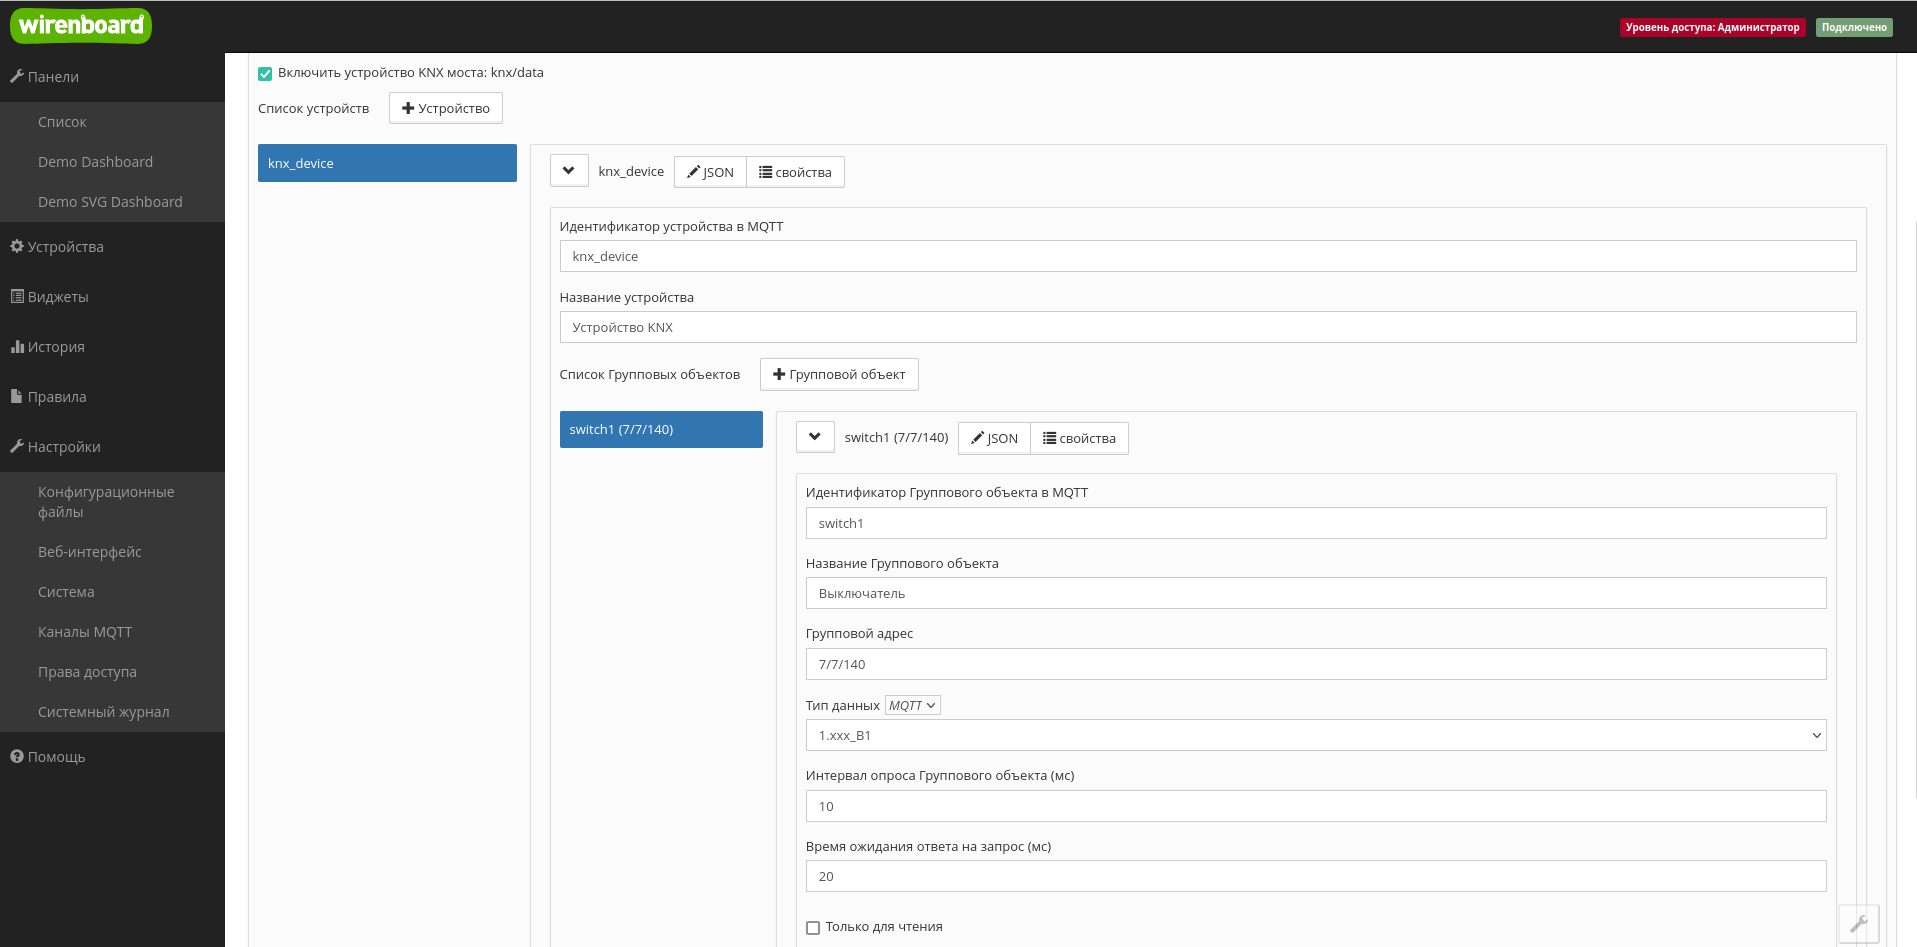 wirenboard
Уровень доступа: Администратор
Подключено
Панели
Список
Demo Dashboard
Demo SVG Dashboard
Устройства
Виджеты
История
Правила
Настройки
Конфигурационные
файлы
Веб-интерфейс
Система
Каналы MQTT
Права доступа
Системный журнал
Помощь
Включить устройство KNX моста: knx/data
Список устройств
Устройство
knx_device
knx_device
JSON
свойства
Идентификатор устройства в MQTT
knx_device
Название устройства
Устройство KNX
Список Групповых объектов
Групповой объект
switch1 (7/7/140)
switch1 (7/7/140)
JSON
свойства
Идентификатор Группового объекта в MQTT
switch1
Название Группового объекта
Выключатель
Групповой адрес
7/7/140
Тип данных MQTT
1.xxx_B1
Интервал опроса Группового объекта (мс)
10
Время ожидания ответа на запрос (мс)
20
Только для чтения